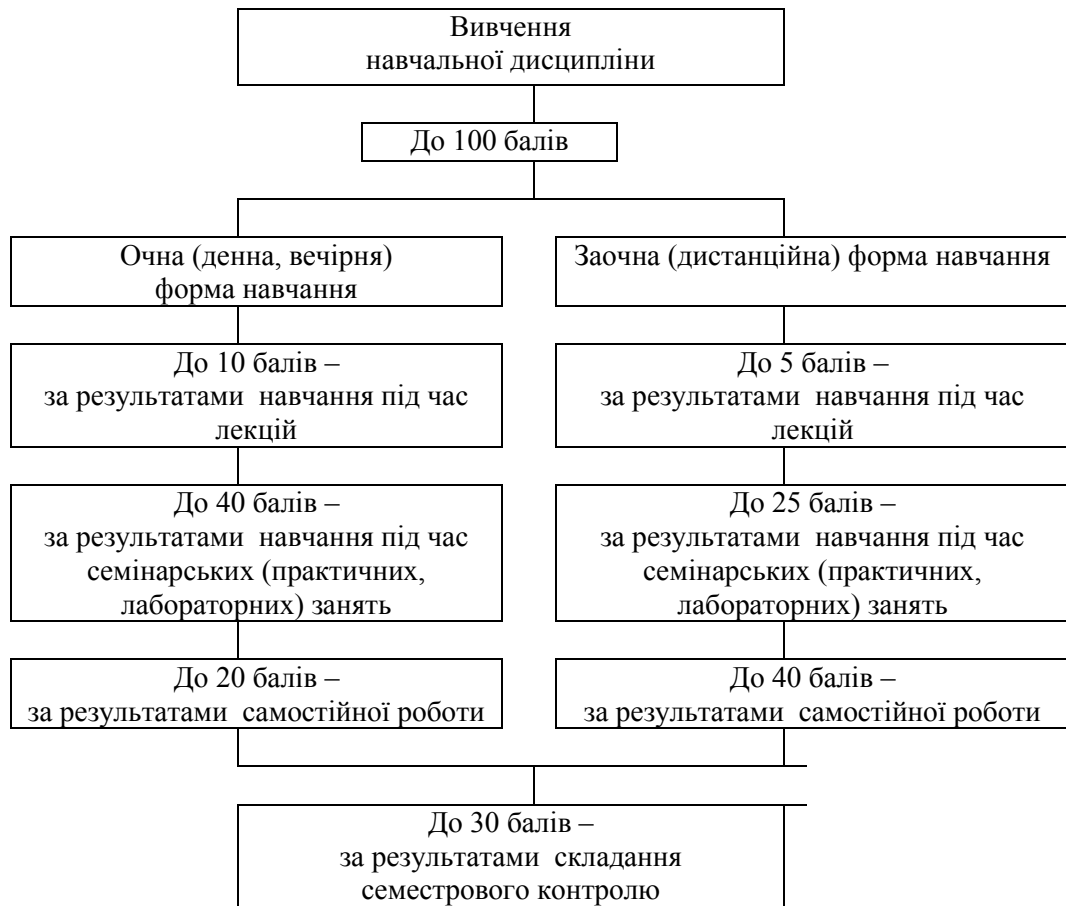 Вивчення
навчальної дисципліни
До 100 балів
Очна (денна, вечірня)
форма навчання
Заочна (дистанційна) форма навчання
До 10 балів –
за результатами навчання під час
лекцій
До 5 балів –
за результатами навчання під час
лекцій
До 40 балів –
за результатами навчання під час
семінарських (практичних,
лабораторних) занять
До 25 балів –
за результатами навчання під час
семінарських (практичних,
лабораторних) занять
До 20 балів –
за результатами самостійної роботи
До 40 балів –
за результатами самостійної роботи
До 30 балів –
за результатами складання
семестрового контролю